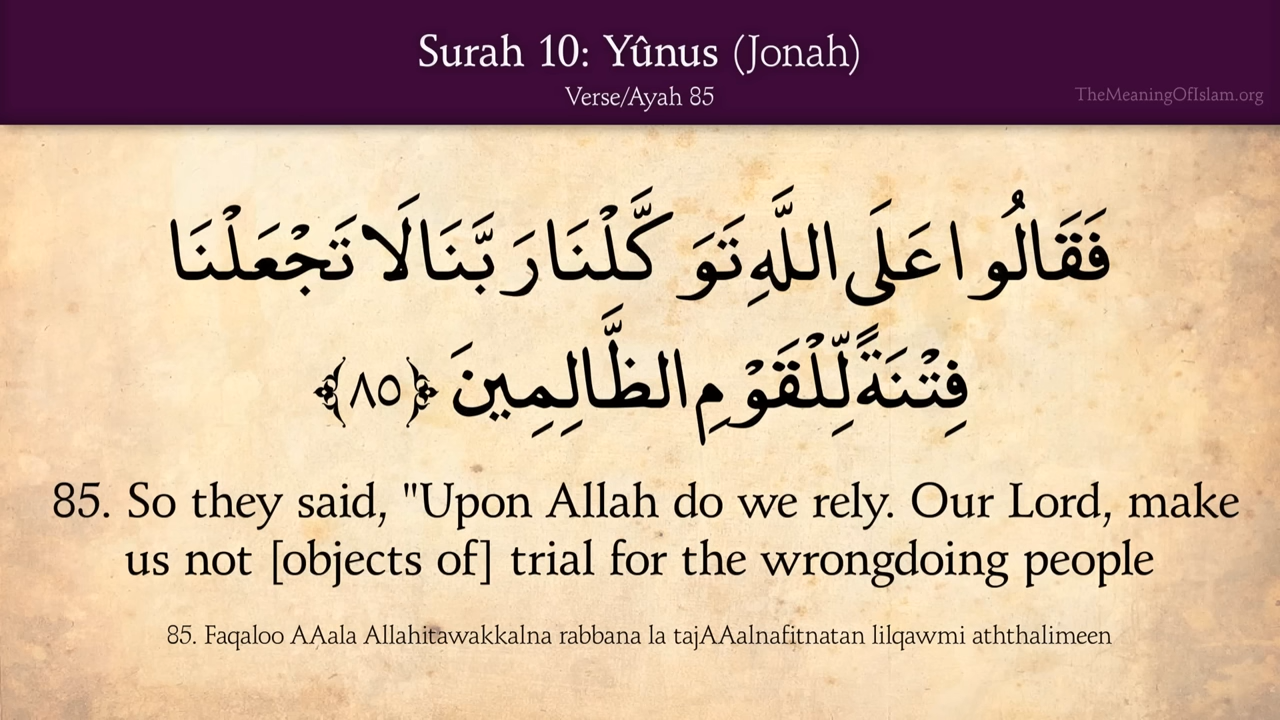 Surah 10: Yûnus (Jonah)
Verse/Ayah 85
TheMeaningOfIslam.org
فَقَالُوا عَلَى اللَّهِ تَوَكَّلْنَا رَبَّنَا لَا تَجْعَلْنَا
فِتْنَةً لِّلْقَوْمِ الظَّالِمِينَ ﴿٨٥﴾
85. So they said, "Upon Allah do we rely. Our Lord, make
us not [objects of] trial for the wrongdoing people
85. Faqaloo AAala Allahitawakkalna rabbana la tajAAalnafitnatan lilqawmi aththalimeen